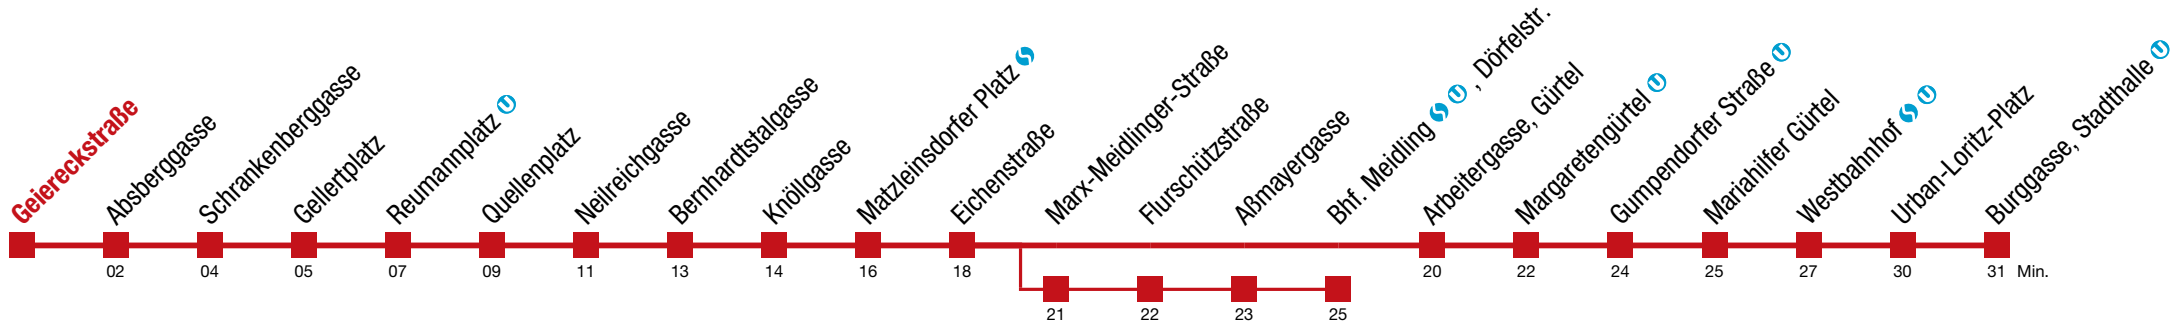 Geiereckstraße
Absberggasse
Schrankenberggasse
Gellertplatz
Reumannplatz U
Quellenplatz
Neilreichgasse
Bernhardtstalgasse
Knöllgasse
Matzleinsdorfer Platz S
Eichenstraße
Marx-Meidlinger-Straße
Flurschützstraße
Aßmayergasse
Bhf. Meidling S U , Dörfelstr.
Arbeitergasse, Gürtel
Margaretengürtel U
Gumpendorfer Straße U
Mariahilfer Gürtel
Westbahnhof S U
Urban-Loritz-Platz
Burggasse, Stadthalle U
02 04 05 07 09 11 13 14 16 18 20 22 24 25 27 30 31 Min.
21 22 23 25